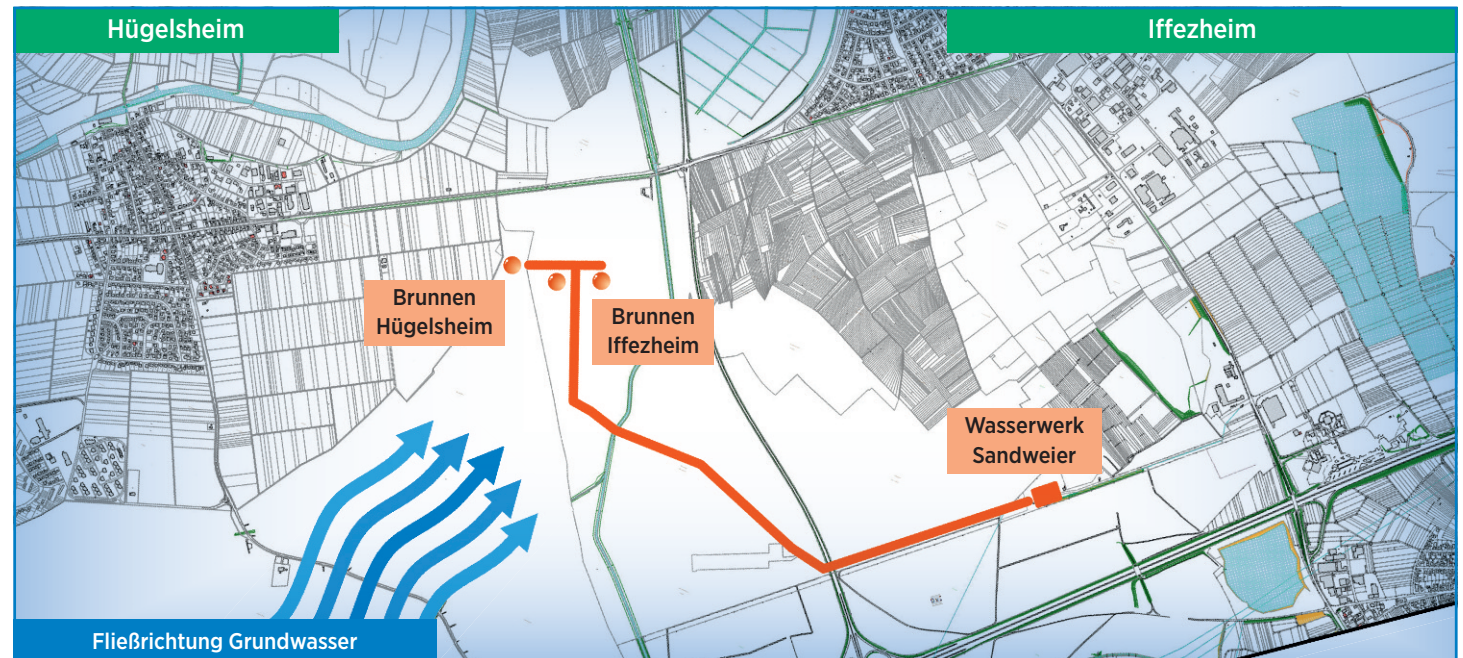 Hügelsheim
Iffezheim
Brunnen
Hügelsheim
Brunnen
Iffezheim
Wasserwerk
Sandweier
Fließrichtung Grundwasser